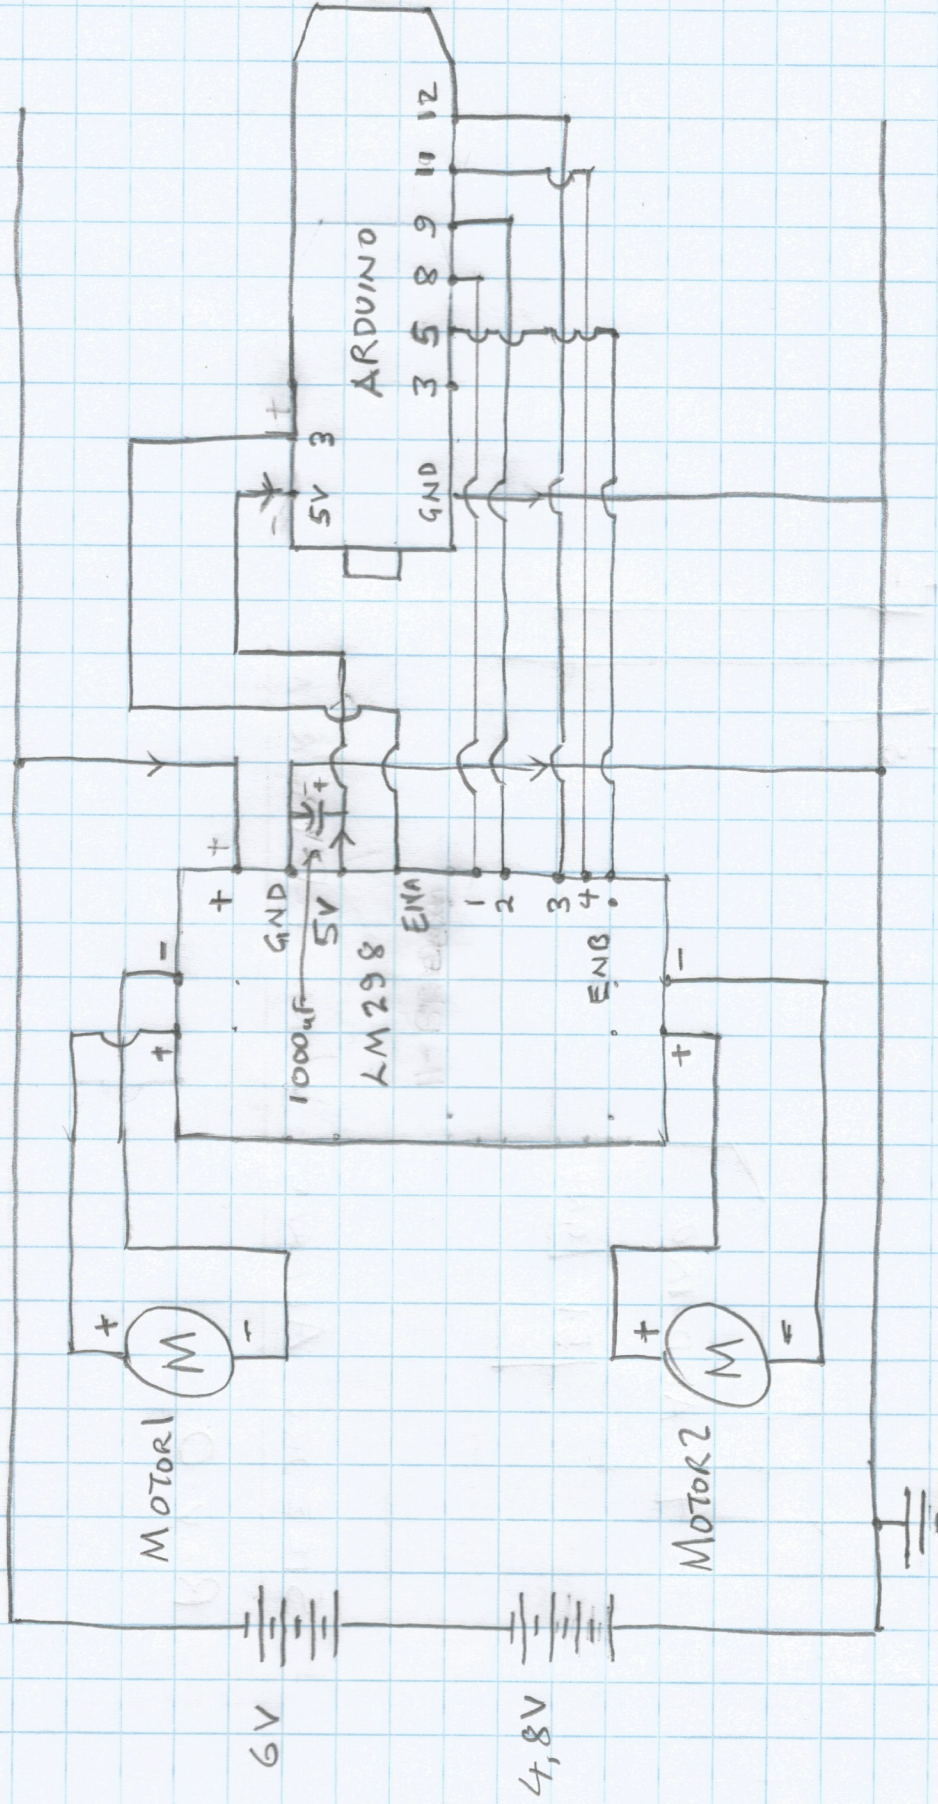 6V
4,8V
MOTOR1
+
M
-
MOTOR2
+
M
-
LM298
1000uF
+
-
+
-
+
+
GND
5V
ENA
1
2
3
4
ENB
-
+
ARDUINO
-
+
5V
3
GND
3
5
8
9
11
12